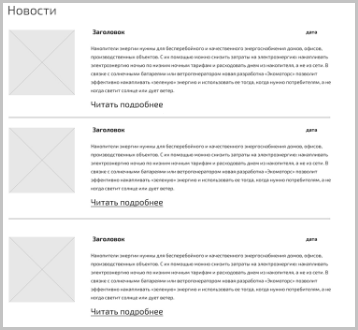 Новости
Заголовок дата
Накопители энергии нужны для бесперебойного и качественного энергоснабжения домов, офисов,
производственных объектов. С их помощью можно снизить затраты на электроэнергию накапливать
электроэнергию ночью по низким ночным тарифам и расходовать днем из накопителя, а не из сети. В
связке с солнечными батареями или ветрогенератором новая разработка «Экомоторс» позволит
эффективно накапливать «зеленую» энергию и использовать ее тогда, когда нужно потребителям, а не
когда светит солнце или дует ветер.
Читать подробнее
Заголовок дата
Накопители энергии нужны для бесперебойного и качественного энергоснабжения домов, офисов,
производственных объектов. С их помощью можно снизить затраты на электроэнергию накапливать
электроэнергию ночью по низким ночным тарифам и расходовать днем из накопителя, а не из сети. В
связке с солнечными батареями или ветрогенератором новая разработка «Экомоторс» позволит
эффективно накапливать «зеленую» энергию и использовать ее тогда, когда нужно потребителям, а не
когда светит солнце или дует ветер.
Читать подробнее
Заголовок дата
Накопители энергии нужны для бесперебойного и качественного энергоснабжения домов, офисов,
производственных объектов. С их помощью можно снизить затраты на электроэнергию накапливать
электроэнергию ночью по низким ночным тарифам и расходовать днем из накопителя, а не из сети. В
связке с солнечными батареями или ветрогенератором новая разработка «Экомоторс» позволит
эффективно накапливать «зеленую» энергию и использовать ее тогда, когда нужно потребителям, а не
когда светит солнце или дует ветер.
Читать подробнее